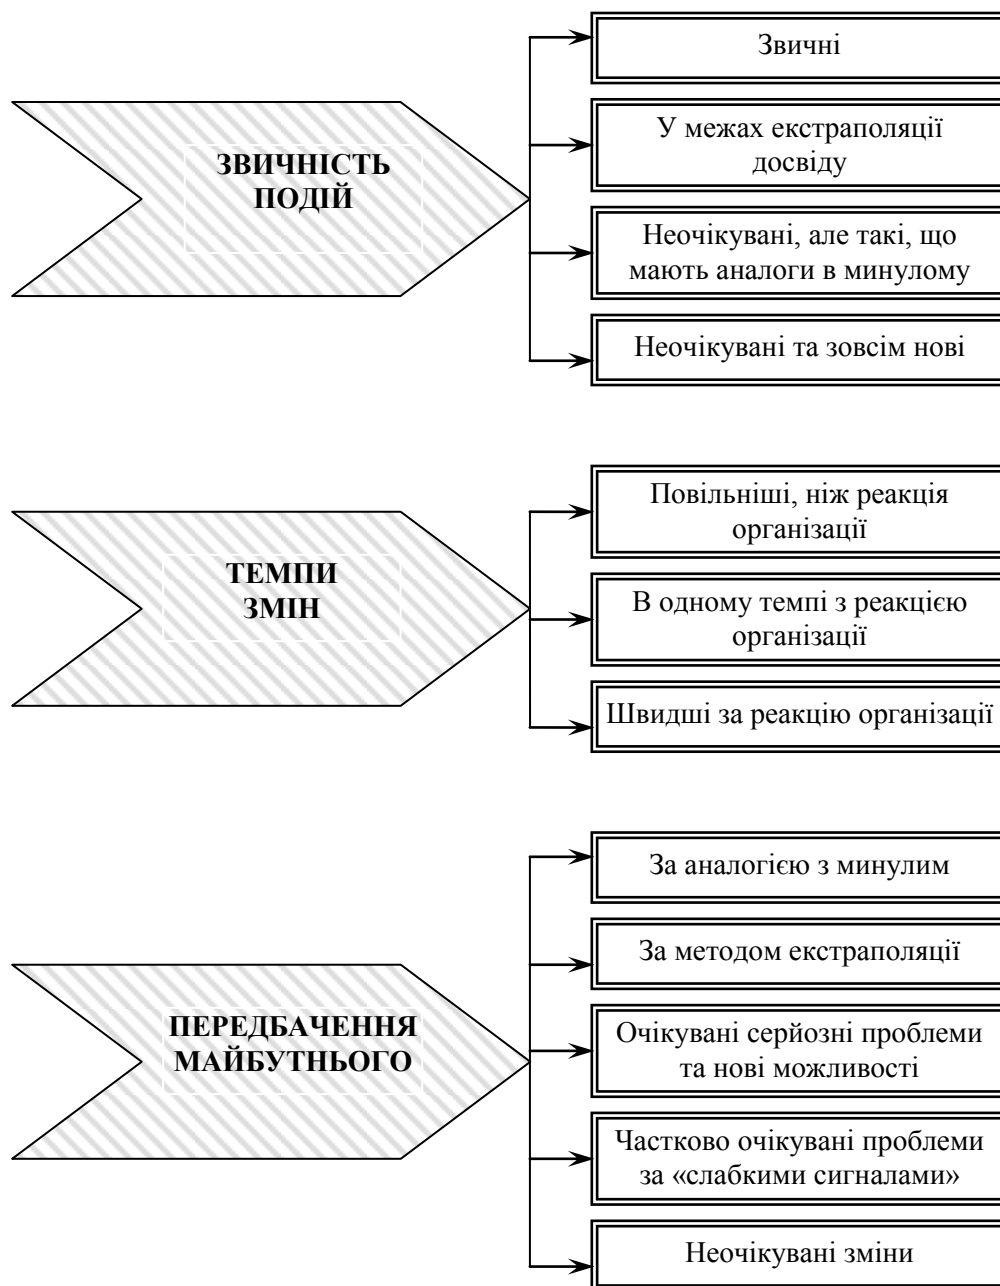 ЗВИЧНІСТЬ
ПОДІЙ
Звичні
У межах екстраполяції
досвіду
Неочікувані, але такі, що
мають аналоги в минулому
Неочікувані та зовсім нові
ТЕМПИ
ЗМІН
Повільніші, ніж реакція
організації
В одному темпі з реакцією
організації
Швидші за реакцію організації
ПЕРЕДБАЧЕННЯ
МАЙБУТНЬОГО
За аналогією з минулим
За методом екстраполяції
Очікувані серйозні проблеми
та нові можливості
Частково очікувані проблеми
за «слабкими сигналами»
Неочікувані зміни